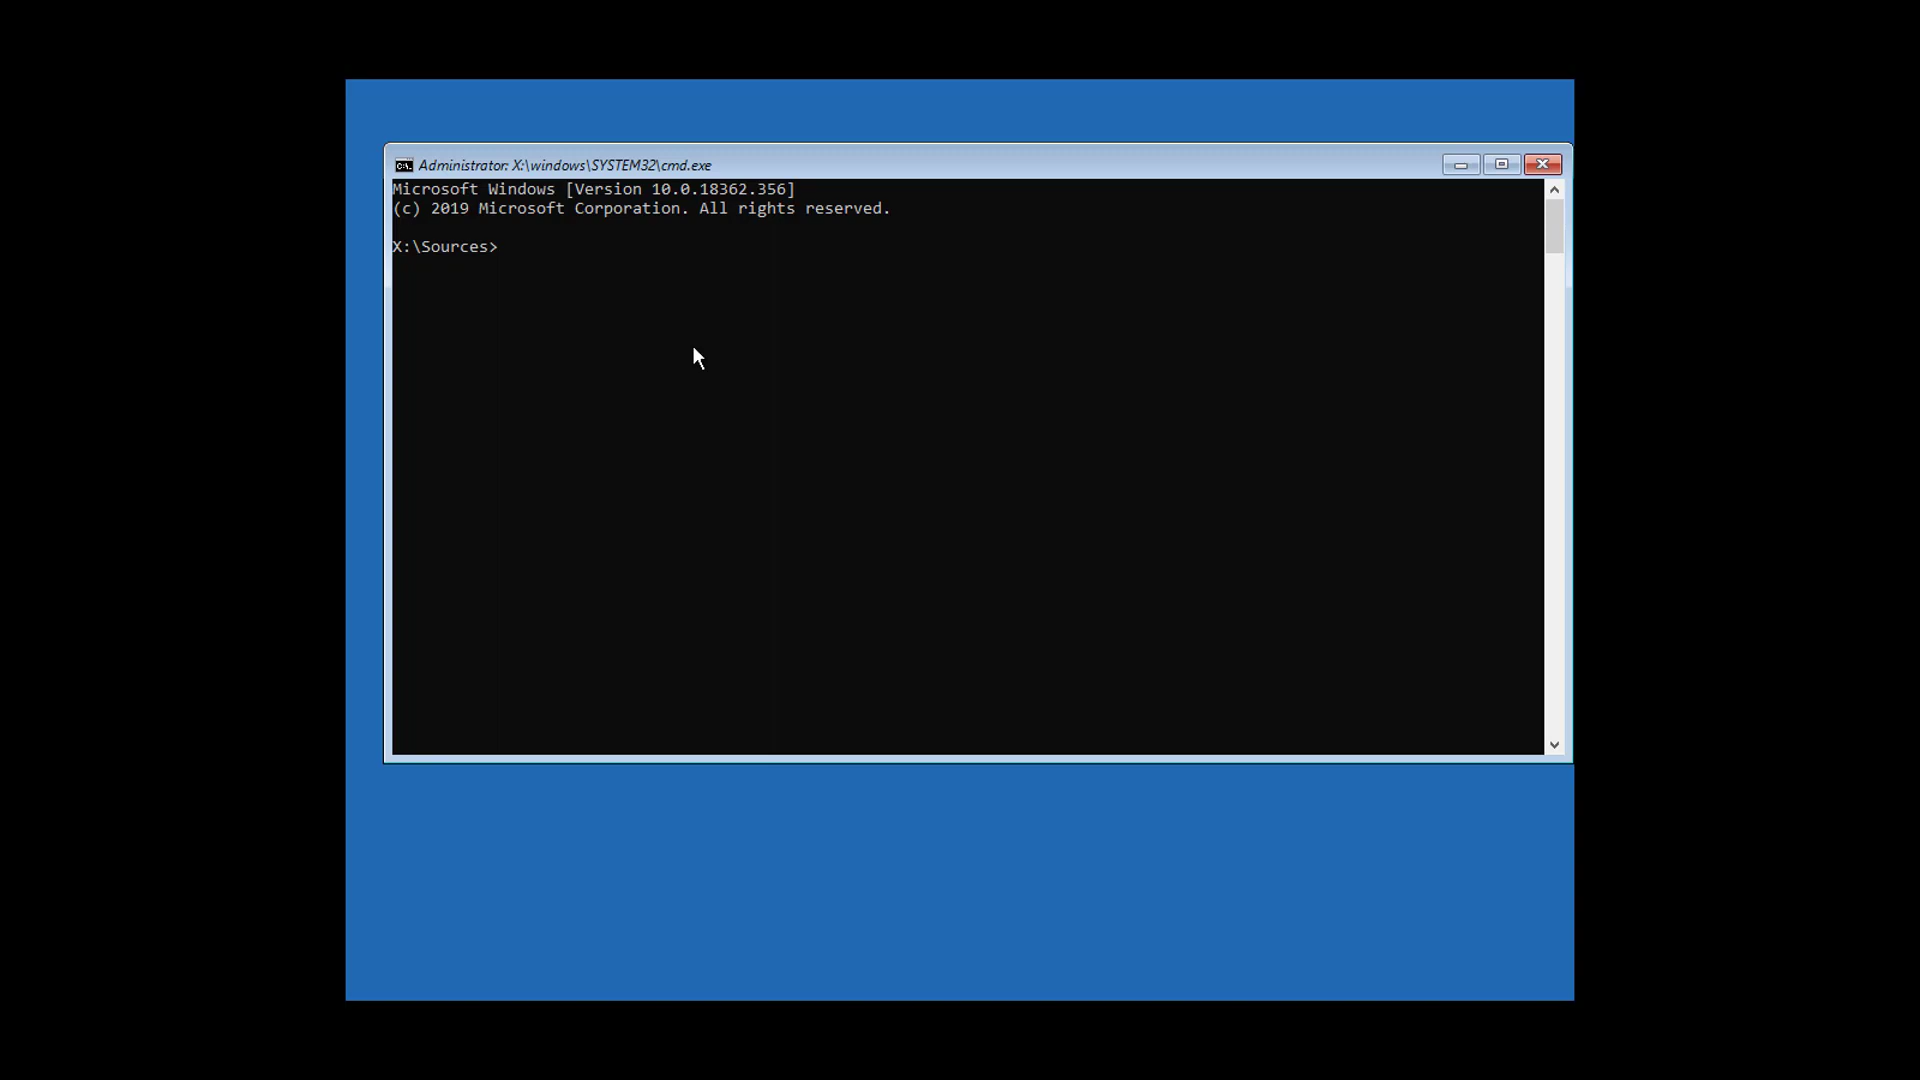 Administrator: X:\windows\SYSTEM32\cmd.exe
Microsoft Windows [Version 10.0.18362.356]
(c) 2019 Microsoft Corporation. All rights reserved.
X:\Sources>